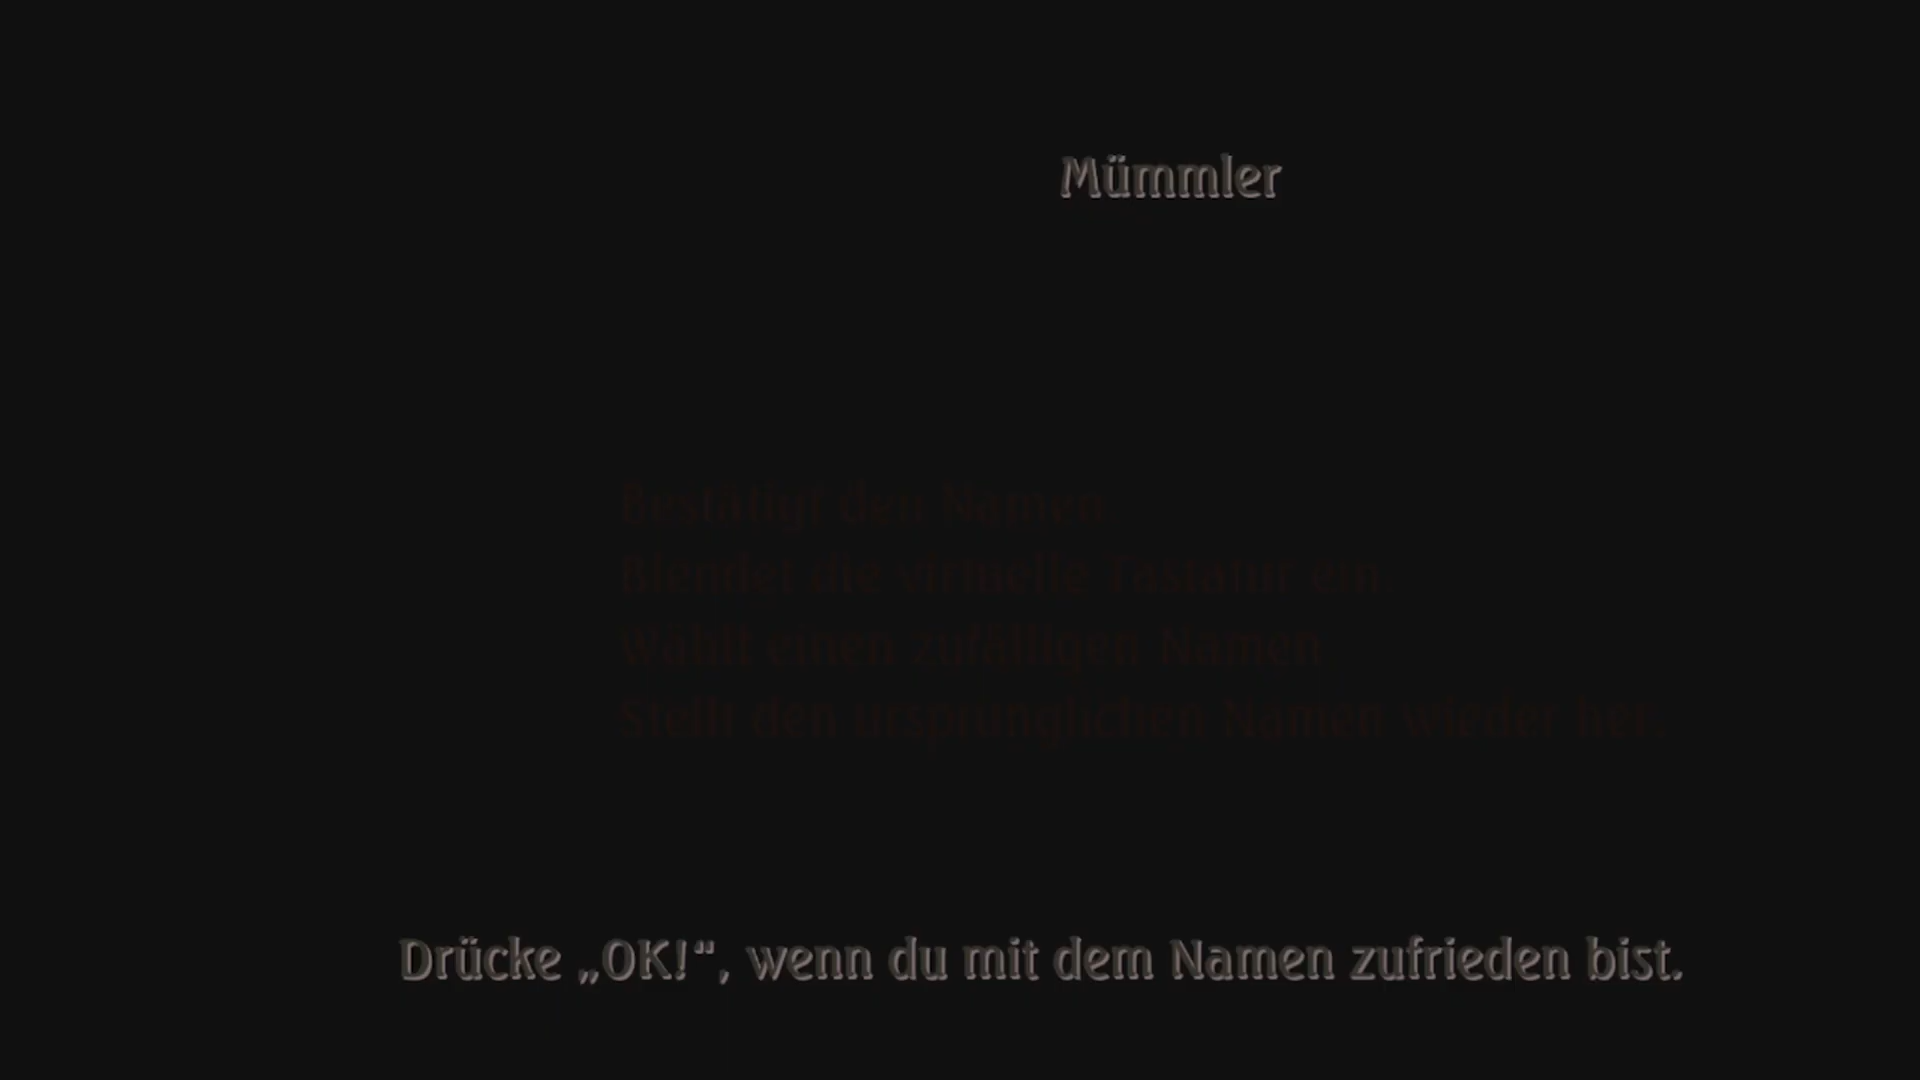 Mümmler
Bestätigt den Namen.
Blendet die virtuelle Tastatur ein.
Wählt einen zufälligen Namen.
Stellt den ursprünglichen Namen wieder her.
Drücke „OK!“, wenn du mit dem Namen zufrieden bist.